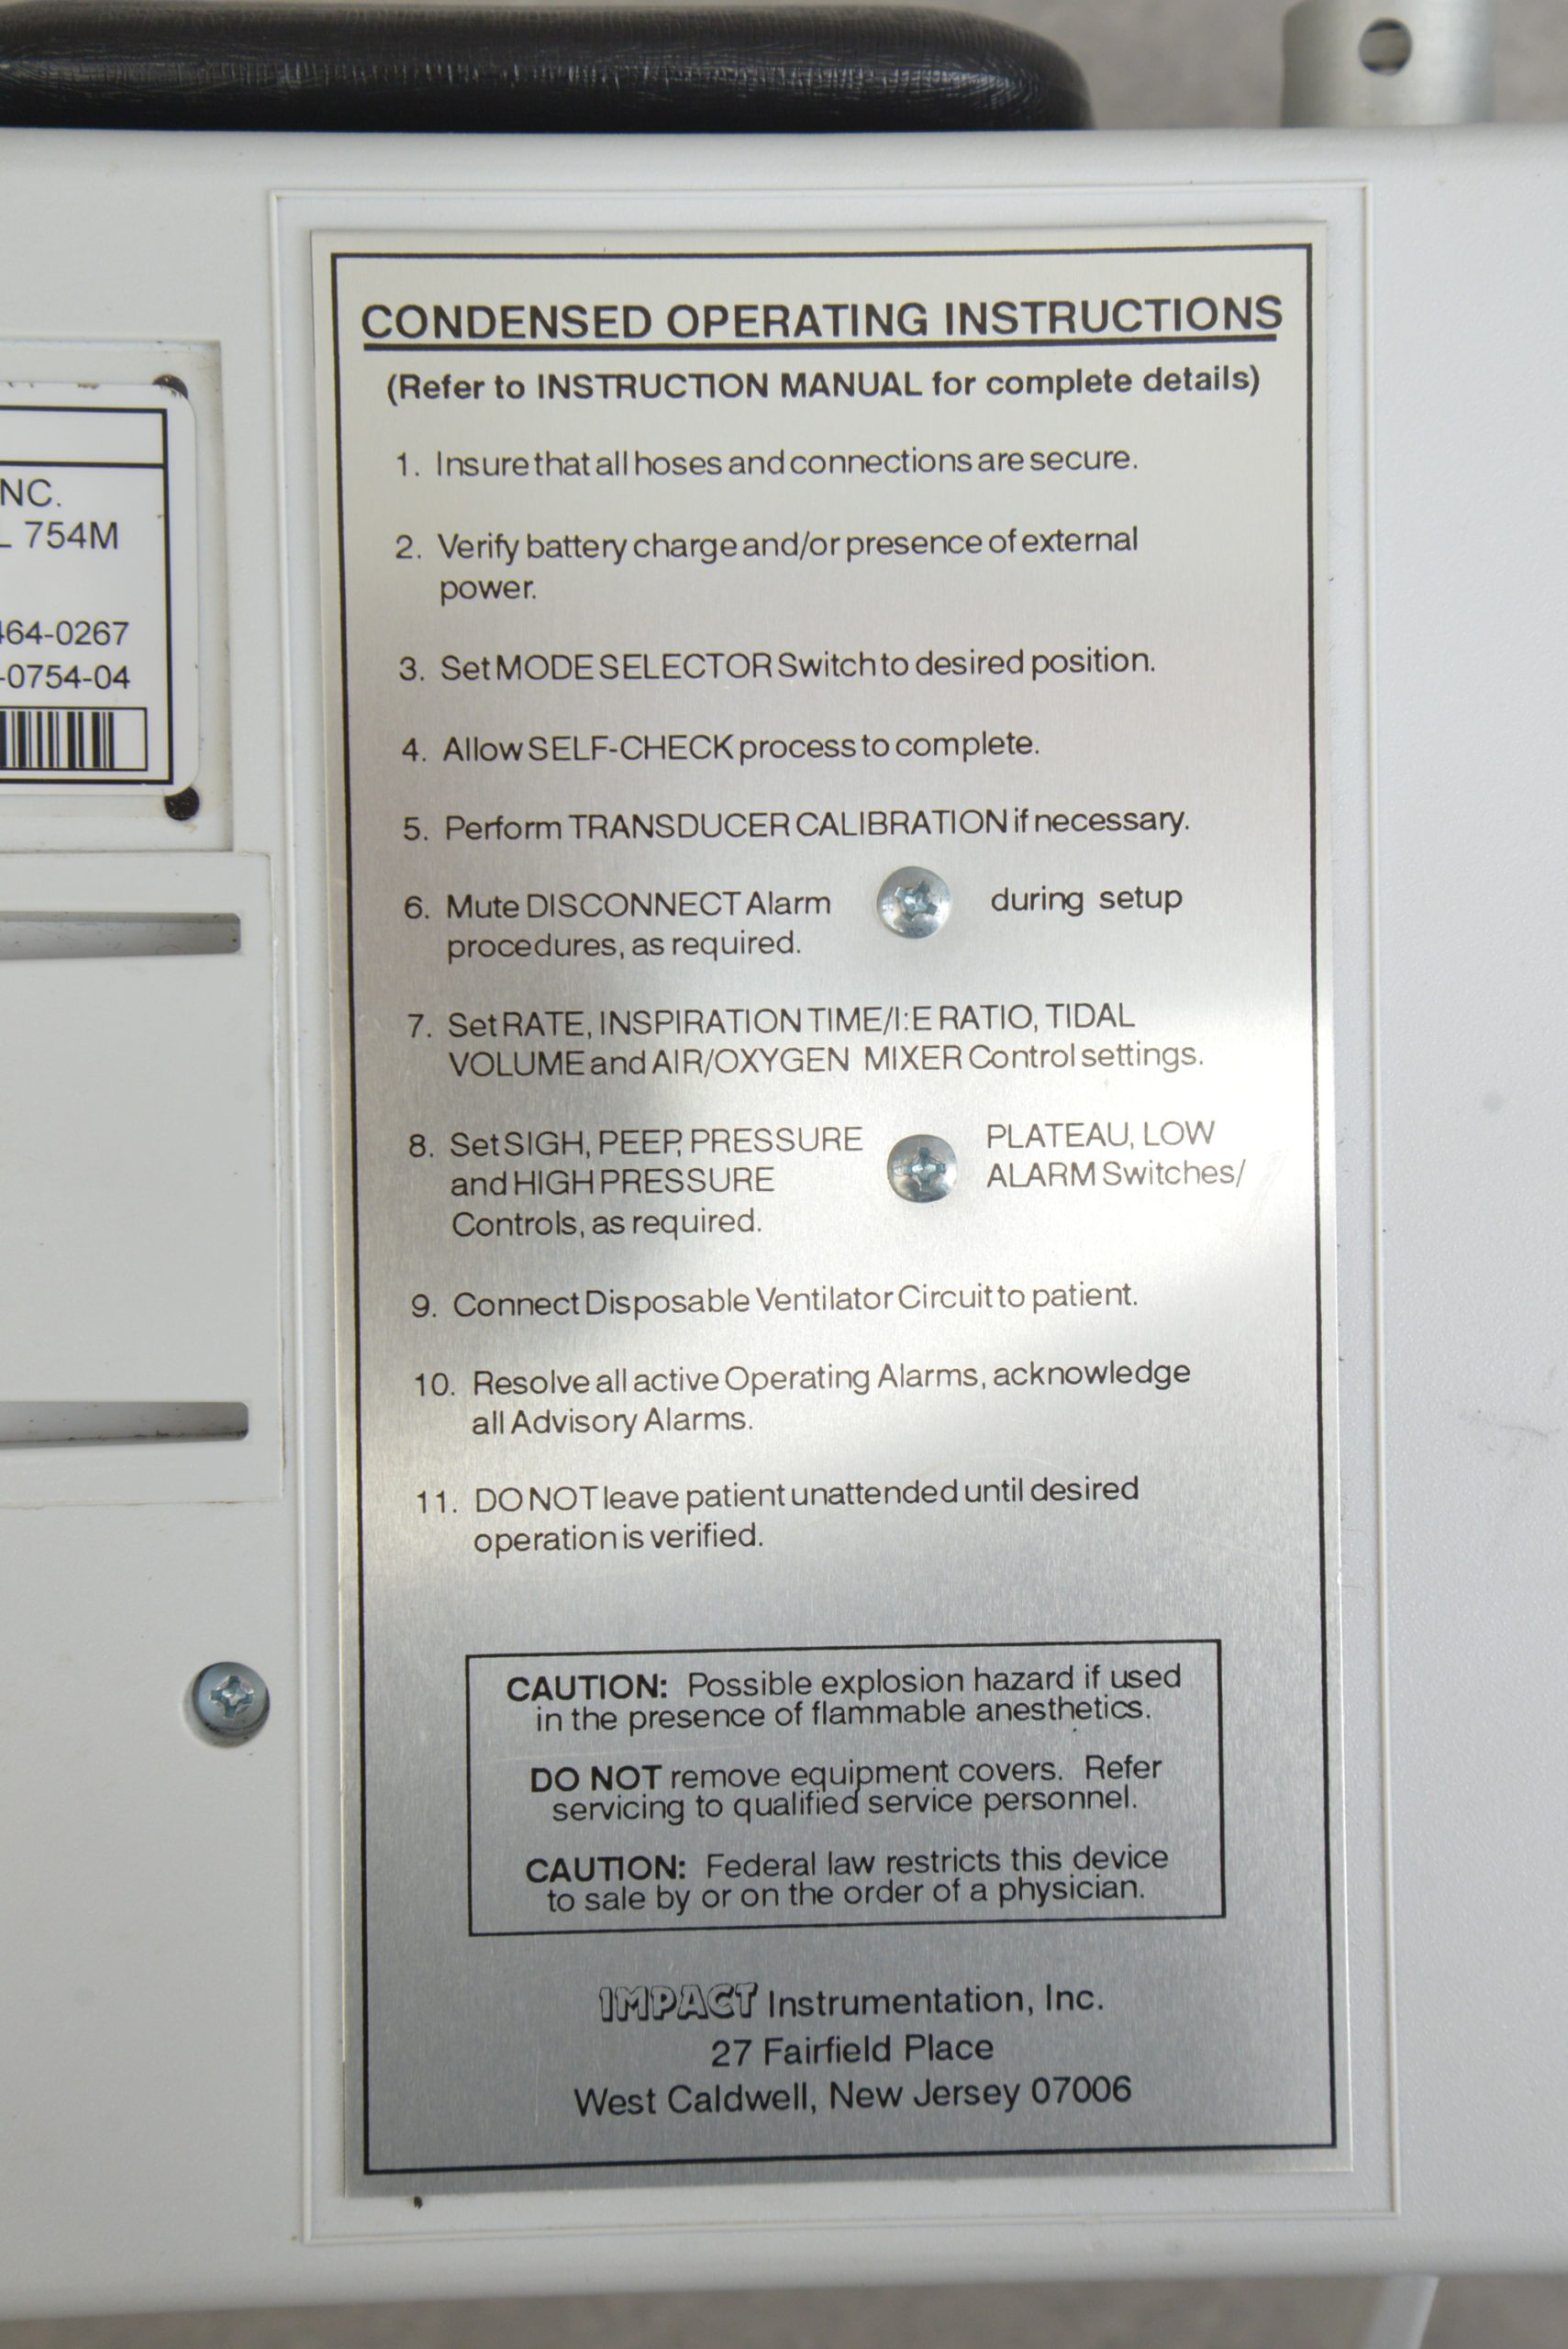 NC.
754M
64-0267
-0754-04
CONDENSED OPERATING INSTRUCTIONS
(Refer to INSTRUCTION MANUAL for complete details)
1. Insure that all hoses and connections are secure.
2. Verify battery charge and/or presence of external
power.
3. Set MODE SELECTOR Switch to desired position.
4. Allow SELF-CHECK process to complete.
5. Perform TRANSDUCER CALIBRATION if necessary.
6. Mute DISCONNECT Alarm during setup
procedures, as required.
7. Set RATE, INSPIRATION TIME/I:E RATIO, TIDAL
VOLUME and AIR/OXYGEN MIXER Control settings.
8. Set SIGH, PEEP, PRESSURE PLATEAU, LOW
and HIGH PRESSURE ALARM Switches/
Controls, as required.
9. Connect Disposable Ventilator Circuit to patient.
10. Resolve all active Operating Alarms, acknowledge
all Advisory Alarms.
11. DO NOT leave patient unattended until desired
operation is verified.
CAUTION: Possible explosion hazard if used
in the presence of flammable anesthetics.
DO NOT remove equipment covers. Refer
servicing to qualified service personnel.
CAUTION: Federal law restricts this device
to sale by or on the order of a physician.
IMPACT Instrumentation, Inc.
27 Fairfield Place
West Caldwell, New Jersey 07006